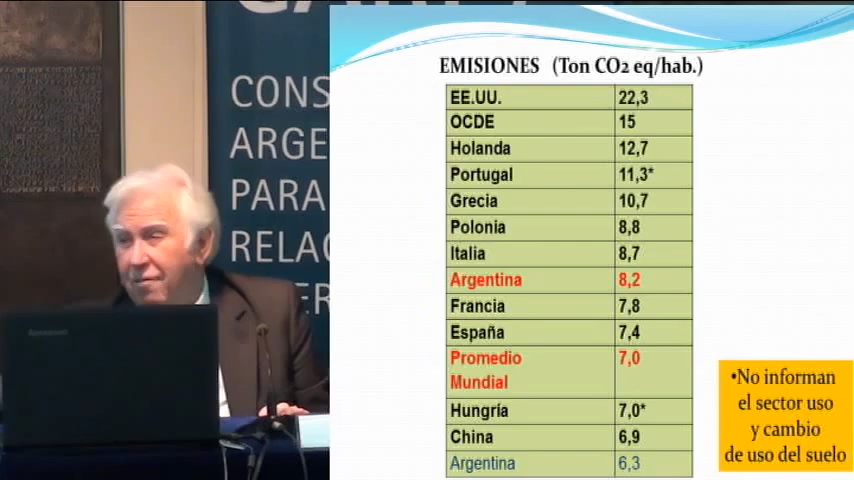 CONS
ARGE
PARA
RELA
ER
lenovo
EMISIONES (Ton CO2 eq/hab.)
EE.UU. 22,3
OCDE 15
Holanda 12,7
Portugal 11,3*
Grecia 10,7
Polonia 8,8
Italia 8,7
Argentina 8,2
Francia 7,8
España 7,4
Promedio 7,0
Mundial
Hungría 7,0*
China 6,9
Argentina 6,3
•No informan
el sector uso
y cambio
de uso del suelo